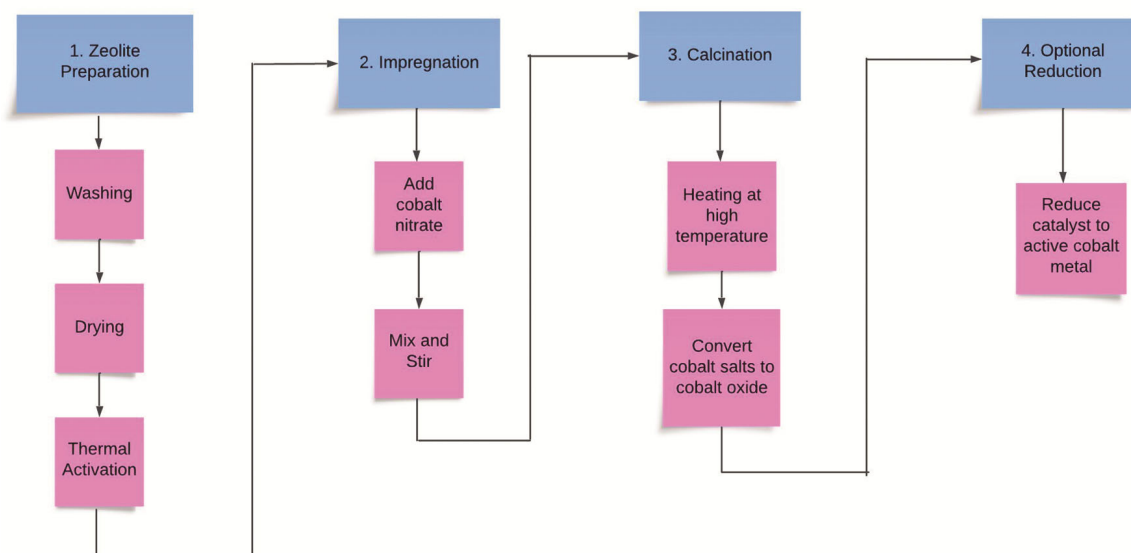 1. Zeolite
Preparation
Washing
Drying
Thermal
Activation
2. Impregnation
Add
cobalt
nitrate
Mix and
Stir
3. Calcination
Heating at
high
temperature
Convert
cobalt salts to
cobalt oxide
4. Optional
Reduction
Reduce
catalyst to
active cobalt
metal